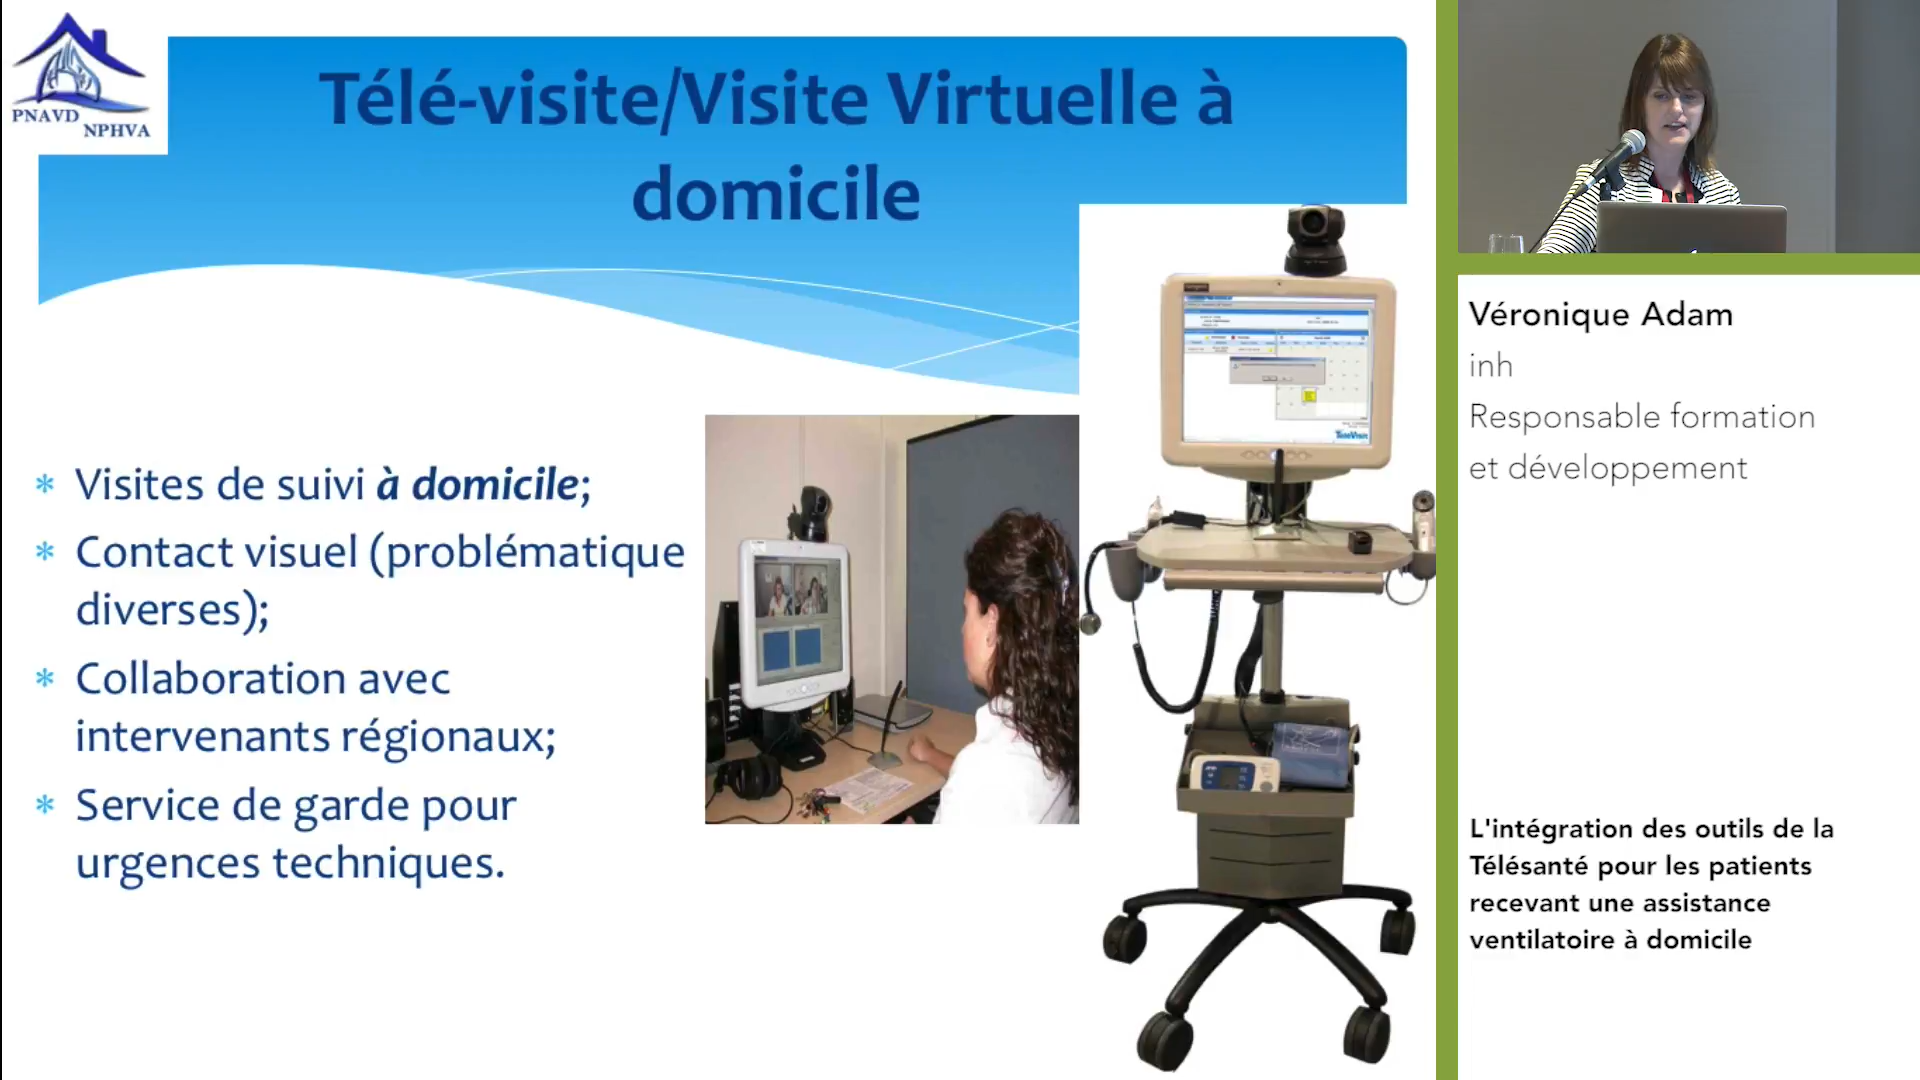 PNAVD
NPHVA
Télé-visite/Visite Virtuelle à
domicile
* Visites de suivi à domicile;
* Contact visuel (problématique
diverses);
* Collaboration avec
intervenants régionaux;
* Service de garde pour
urgences techniques.
TéléVisit
Véronique Adam
inh
Responsable formation
et développement
L'intégration des outils de la
Télésanté pour les patients
recevant une assistance
ventilatoire à domicile